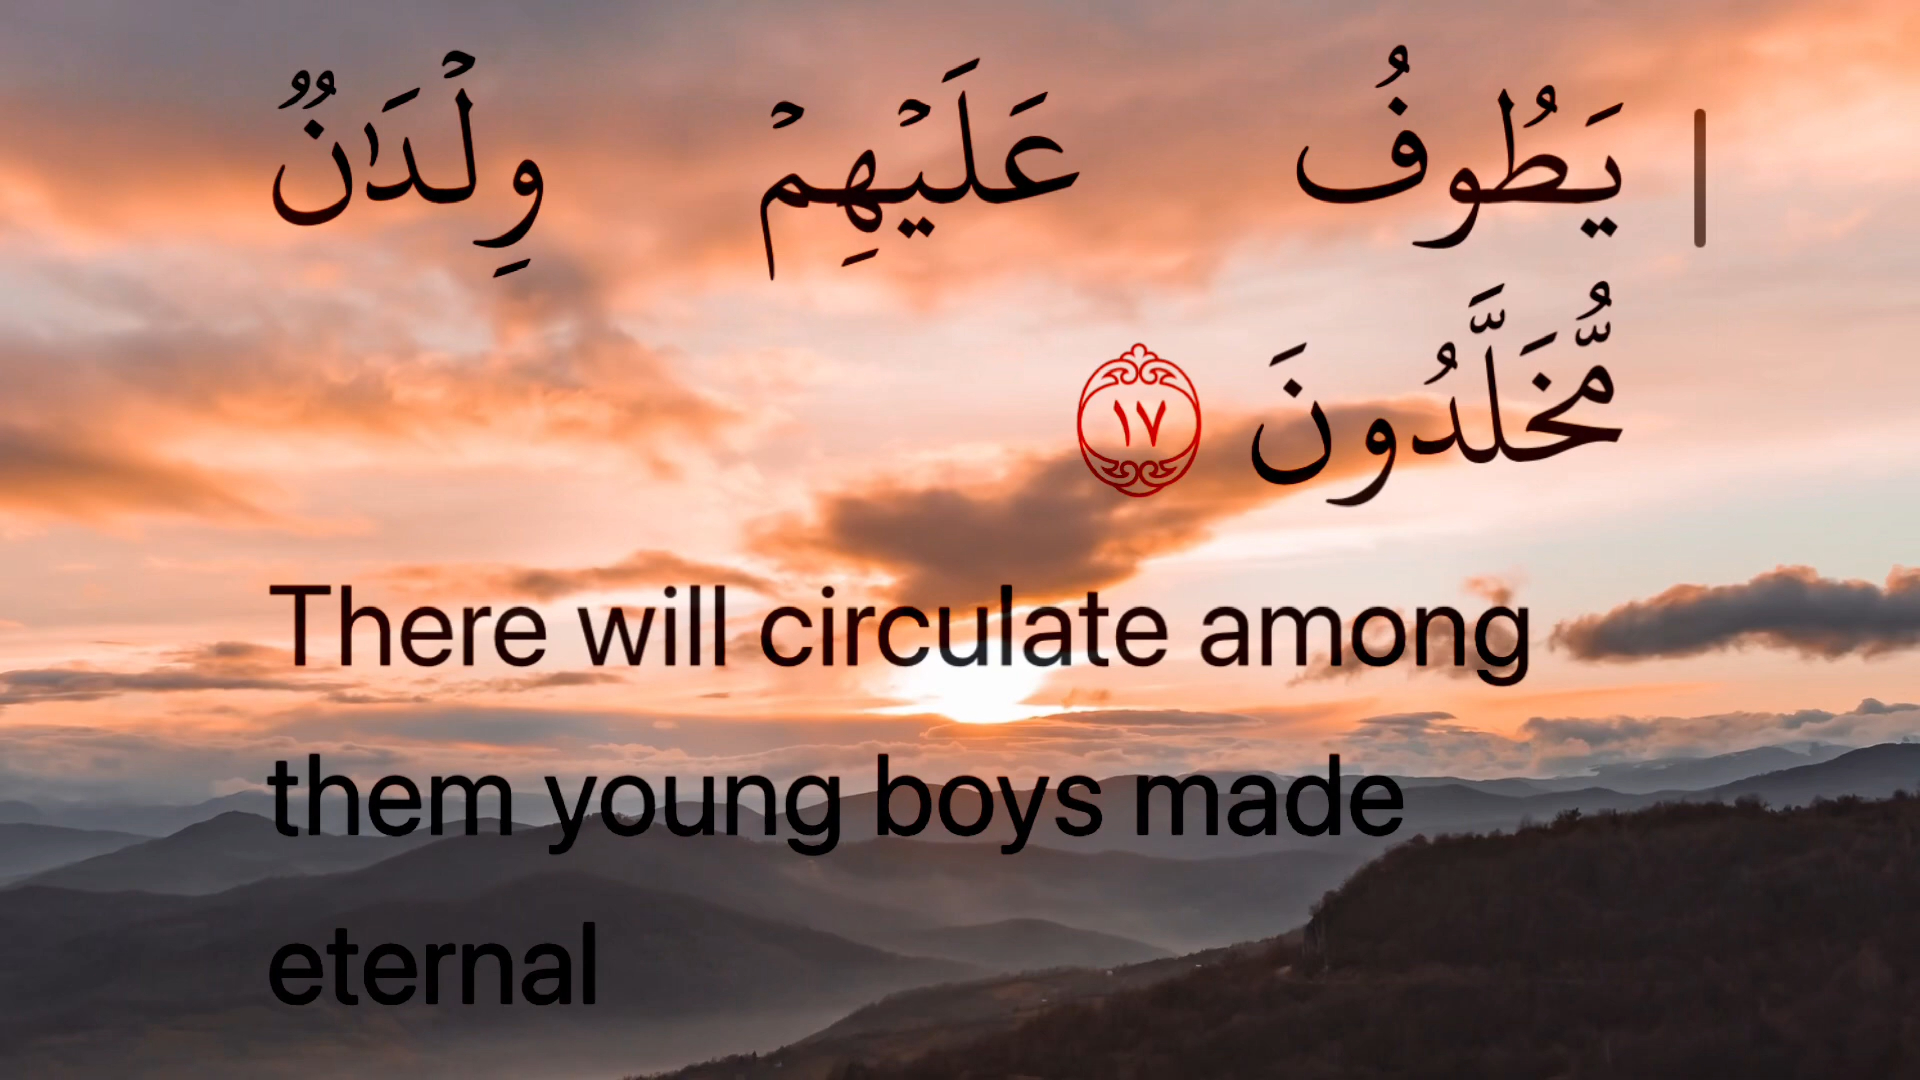 يَطُوفُ عَلَيْهِمْ وِلْدَٰنٌ
مُّخَلَّدُونَ ١٧
There will circulate among
them young boys made
eternal